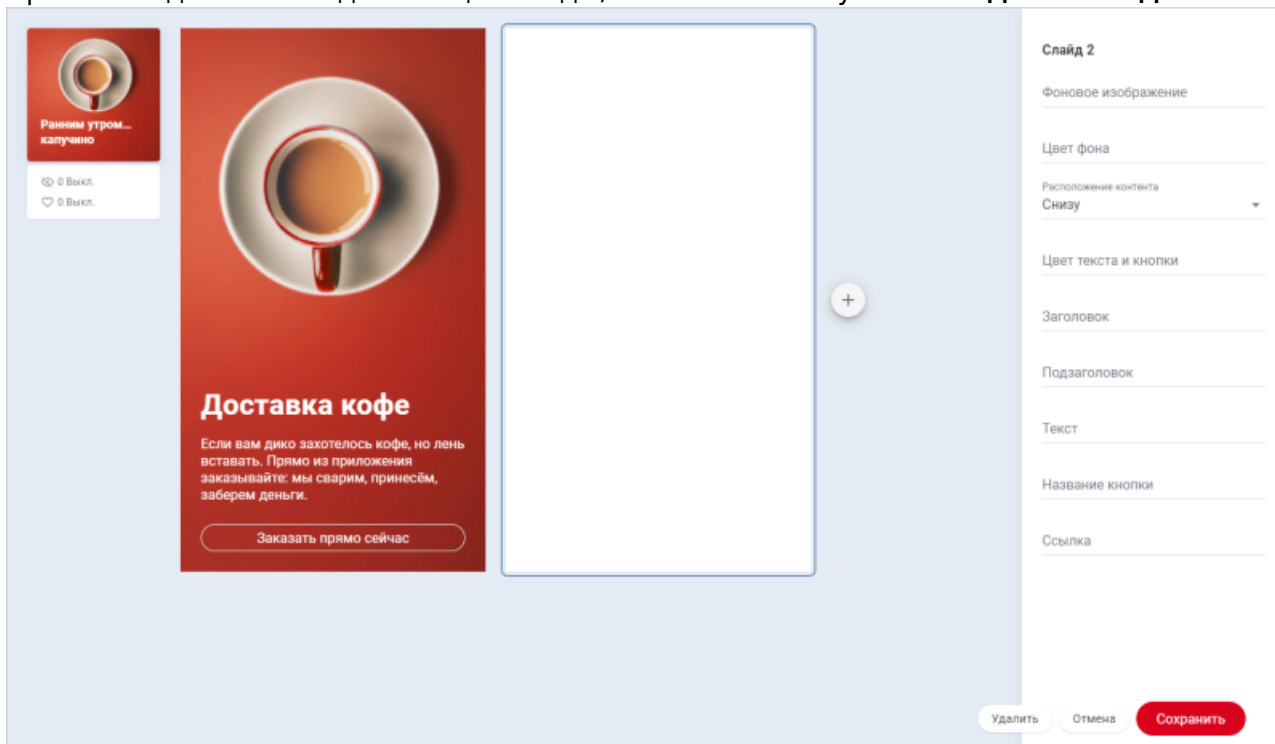 Ранним утром...
капучино
0 Выкл.
0 Выкл.
Доставка кофе
Если вам дико захотелось кофе, но лень
вставать. Прямо из приложения
заказывайте: мы сварим, принесём,
заберем деньги.
Заказать прямо сейчас
+
Слайд 2
Фоновое изображение
Цвет фона
Расположение контента
Снизу
Цвет текста и кнопки
Заголовок
Подзаголовок
Текст
Название кнопки
Ссылка
Удалить Отмена Сохранить